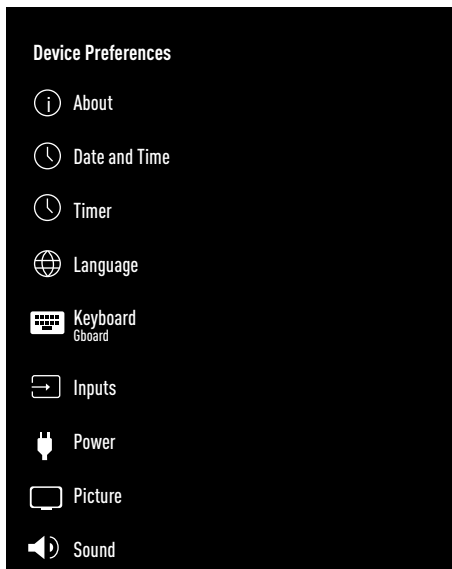 Device Preferences
About
Date and Time
Timer
Language
Keyboard
Gboard
Inputs
Power
Picture
Sound